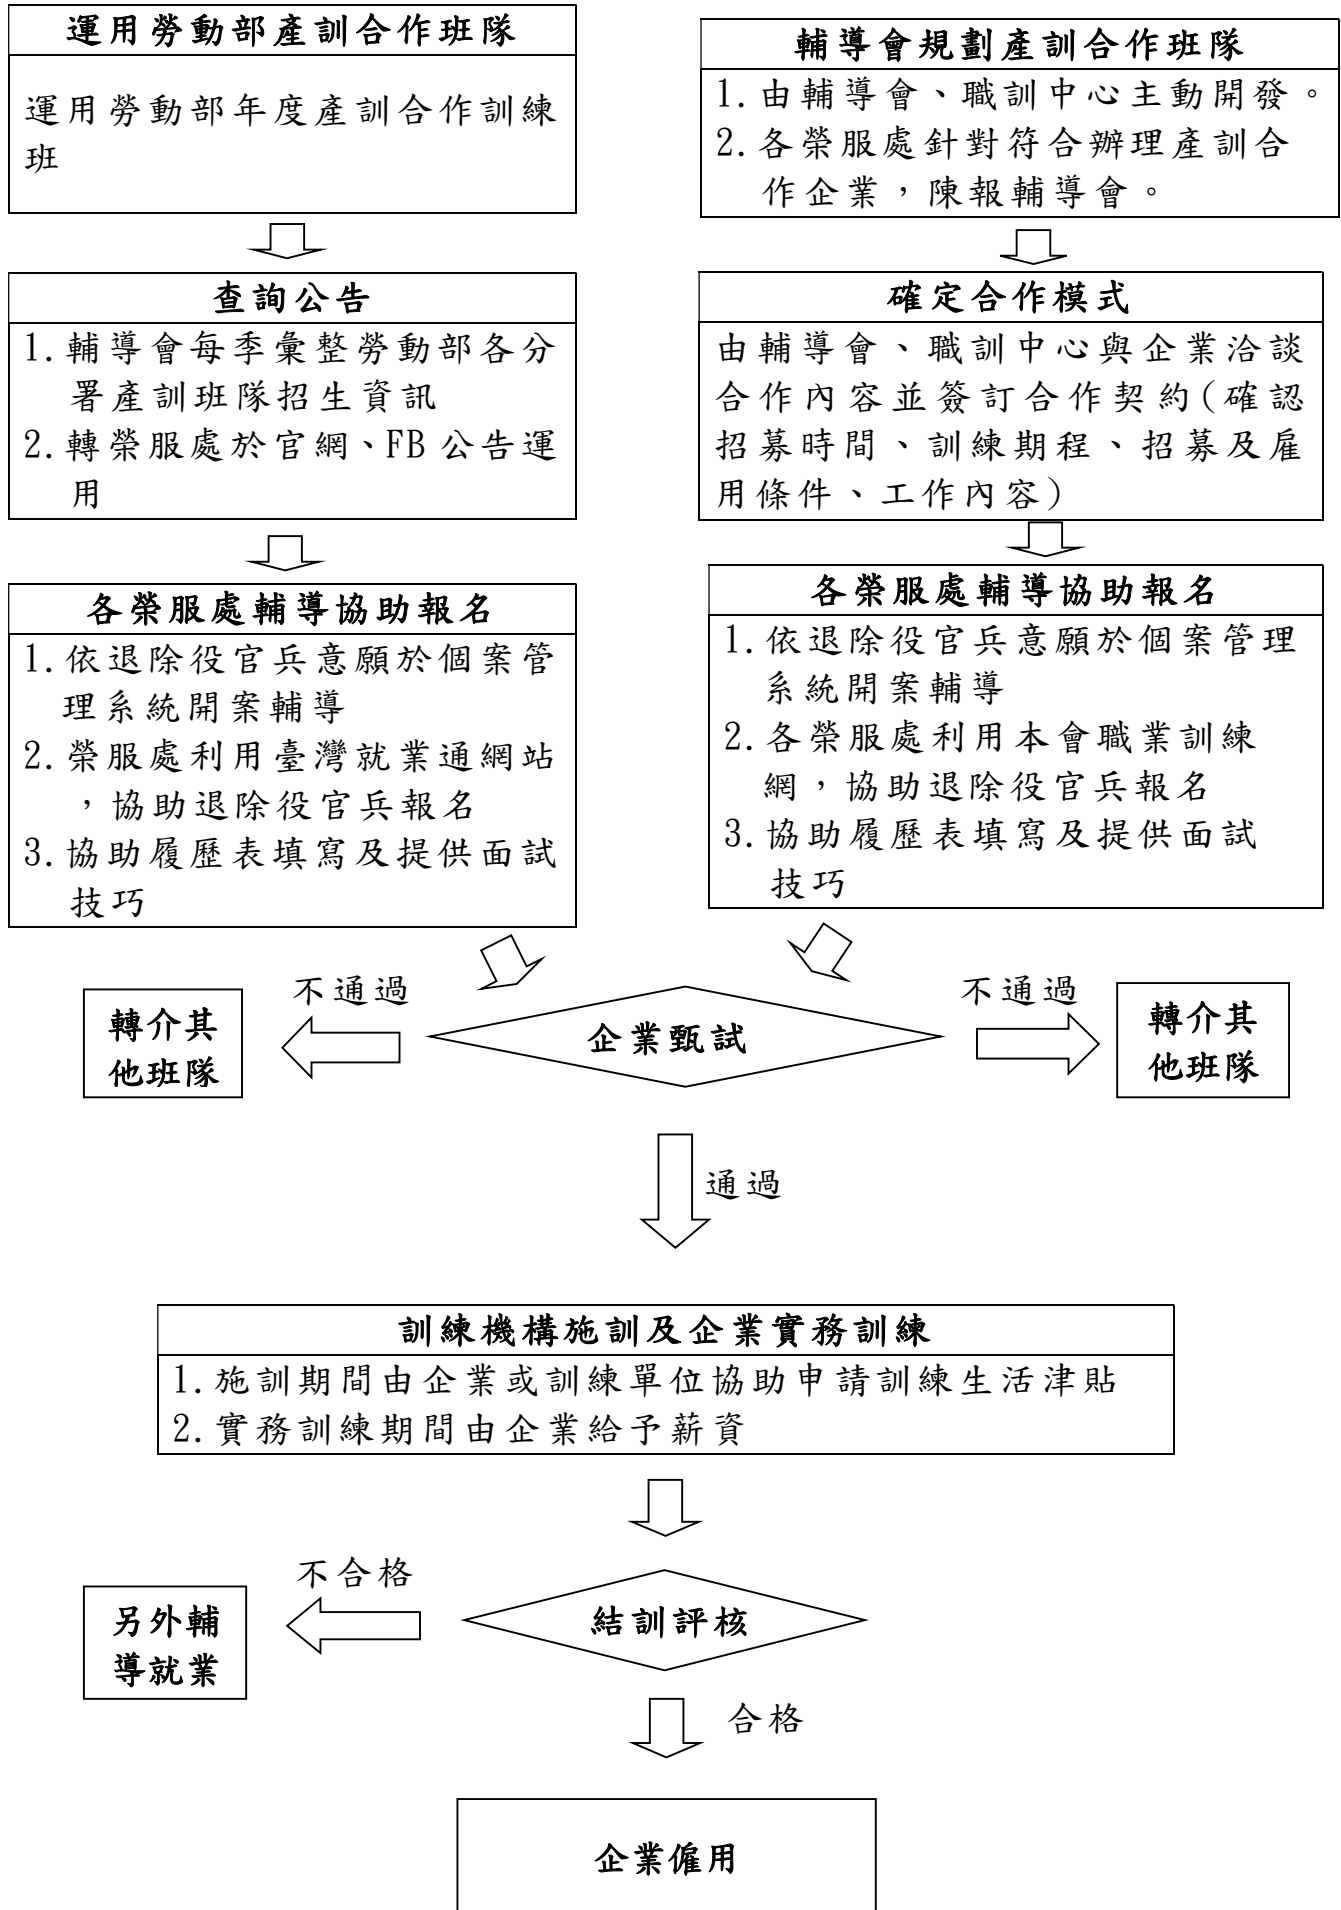 運用勞動部產訓合作班隊
運用勞動部年度產訓合作訓練
班
輔導會規劃產訓合作班隊
1.由輔導會、職訓中心主動開發。
2.各榮服處針對符合辦理產訓合
作企業，陳報輔導會。
查詢公告
1.輔導會每季彙整勞動部各分
署產訓班隊招生資訊
2.轉榮服處於官網、FB公告運
用
確定合作模式
由輔導會、職訓中心與企業洽談
合作內容並簽訂合作契約(確認
招募時間、訓練期程、招募及雇
用條件、工作內容)
各榮服處輔導協助報名
1.依退除役官兵意願於個案管
理系統開案輔導
2.榮服處利用臺灣就業通網站
，協助退除役官兵報名
3.協助履歷表填寫及提供面試
技巧
各榮服處輔導協助報名
1.依退除役官兵意願於個案管理
系統開案輔導
2.各榮服處利用本會職業訓練
網，協助退除役官兵報名
3.協助履歷表填寫及提供面試
技巧
不通過
轉介其
他班隊
企業甄試
不通過
轉介其
他班隊
通過
訓練機構施訓及企業實務訓練
1.施訓期間由企業或訓練單位協助申請訓練生活津貼
2.實務訓練期間由企業給予薪資
不合格
另外輔
導就業
結訓評核
合格
企業僱用